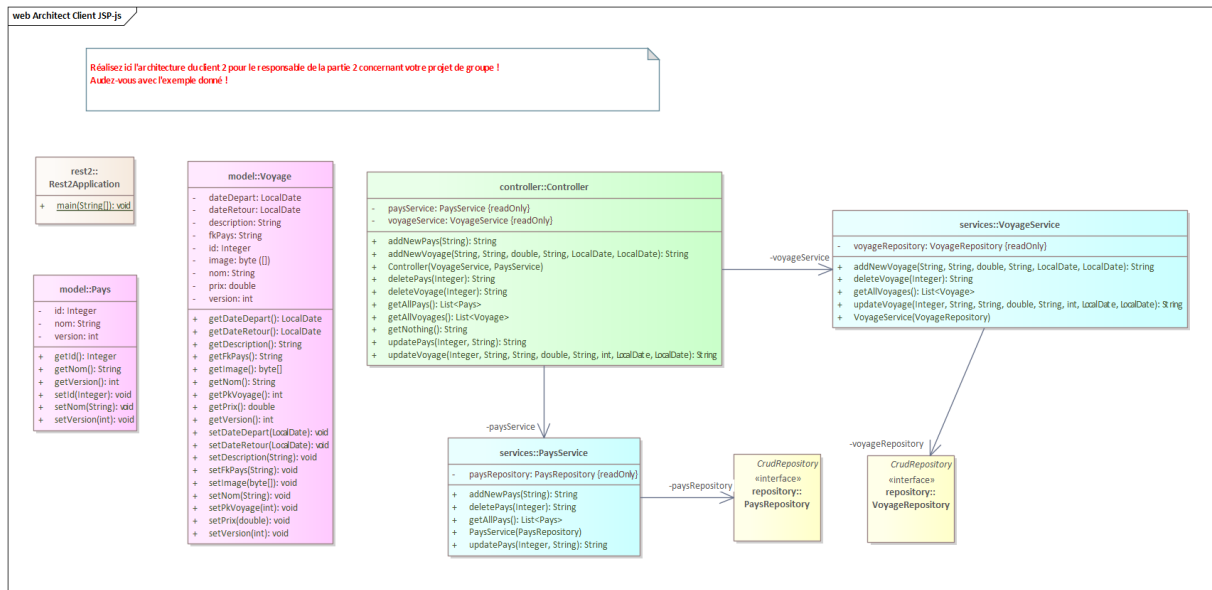 web Architect Client JSP-js
Réalisez ici l'architecture du client 2 pour le responsable de la partie 2 concernant votre projet de groupe !
Audez-vous avec l'exemple donné !
rest2::
Rest2Application
+ main(String[]): void
model::Pays
- id: Integer
- nom: String
- version: int
+ getId(): Integer
+ getNom(): String
+ getVersion(): int
+ setId(Integer): void
+ setNom(String): void
+ setVersion(int): void
model::Voyage
- dateDepart: LocalDate
- dateRetour: LocalDate
- description: String
- fkPays: String
- id: Integer
- image: byte ([])
- nom: String
- prix: double
- version: int
+ getDateDepart(): LocalDate
+ getDateRetour(): LocalDate
+ getDescription(): String
+ getFkPays(): String
+ getImage(): byte[]
+ getNom(): String
+ getPkVoyage(): int
+ getPrix(): double
+ getVersion(): int
+ setDateDepart(LocalDate): void
+ setDateRetour(LocalDate): void
+ setDescription(String): void
+ setFkPays(String): void
+ setImage(byte[]): void
+ setNom(String): void
+ setPkVoyage(int): void
+ setPrix(double): void
+ setVersion(int): void
controller::Controller
- paysService: PaysService {readOnly}
- voyageService: VoyageService {readOnly}
+ addNewPays(String): String
+ addNewVoyage(String, String, double, String, LocalDate, LocalDate): String
+ Controller(VoyageService, PaysService)
+ deletePays(Integer): String
+ deleteVoyage(Integer): String
+ getAllPays(): List<Pays>
+ getAllVoyages(): List<Voyage>
+ getNothing(): String
+ updatePays(Integer, String): String
+ updateVoyage(Integer, String, String, double, String, int, LocalDate, LocalDate): String
-voyageService
services::VoyageService
- voyageRepository: VoyageRepository {readOnly}
+ addNewVoyage(String, String, double, String, LocalDate, LocalDate): String
+ deleteVoyage(Integer): String
+ getAllVoyages(): List<Voyage>
+ updateVoyage(Integer, String, String, double, String, int, LocalDate, LocalDate): String
+ VoyageService(VoyageRepository)
-paysService
services::PaysService
- paysRepository: PaysRepository {readOnly}
+ addNewPays(String): String
+ deletePays(Integer): String
+ getAllPays(): List<Pays>
+ PaysService(PaysRepository)
+ updatePays(Integer, String): String
-paysRepository
CrudRepository
«interface»
repository::
PaysRepository
-voyageRepository
CrudRepository
«interface»
repository::
VoyageRepository